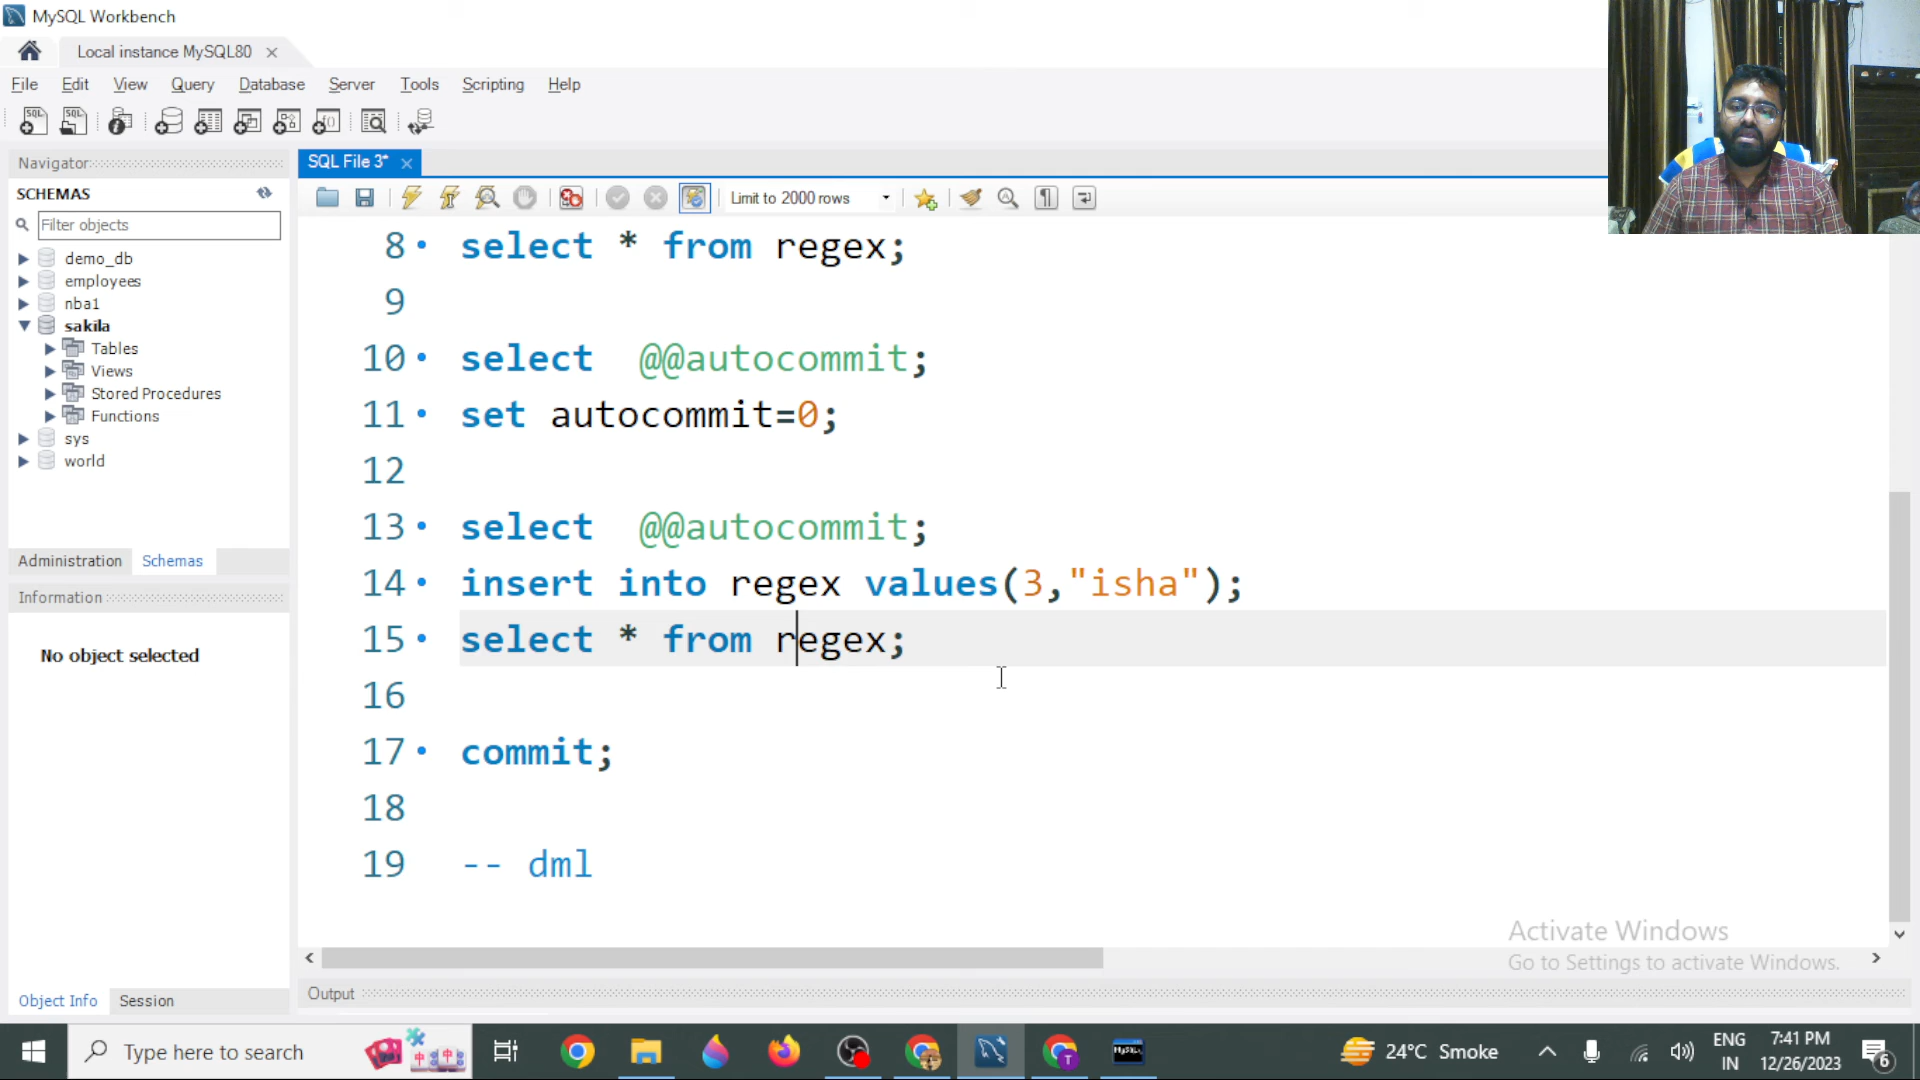 MySQL Workbench
Local instance MySQL80
File Edit View Query Database Server Tools Scripting Help
Navigator
SQL File 3*
SCHEMAS
Filter objects
Limit to 2000 rows
demo_db
employees
nba1
sakila
Tables
Views
Stored Procedures
Functions
sys
world
Administration Schemas
Information
No object selected
Object Info Session
8 select * from regex;
9
10 select @@autocommit;
11 set autocommit=0;
12
13 select @@autocommit;
14 insert into regex values(3,"isha");
15 select * from regex;
16
17 commit;
18
19 -- dml
Activate Windows
Go to Settings to activate Windows.
Output
Type here to search
24°C Smoke
ENG
IN
7:41 PM
12/26/2023
6